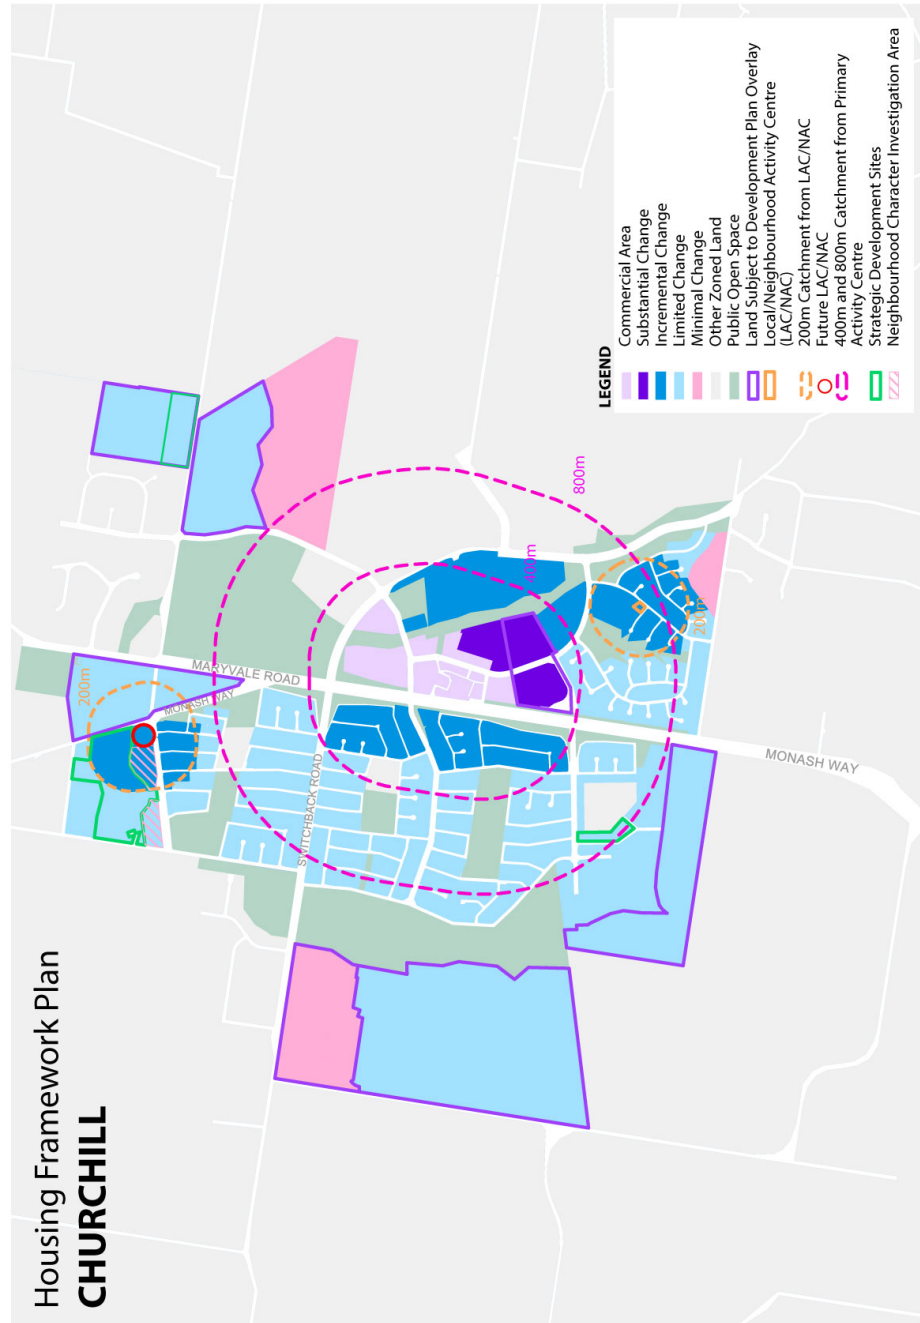 Housing Framework Plan
CHURCHILL
200m
MARYVALE ROAD
MONASH WAY
SWITCHBACK ROAD
800m
400m
200m
MONASH WAY
LEGEND
Commercial Area
Substantial Change
Incremental Change
Limited Change
Minimal Change
Other Zoned Land
Public Open Space
Land Subject to Development Plan Overlay
Local/Neighbourhood Activity Centre
(LAC/NAC)
200m Catchment from LAC/NAC
Future LAC/NAC
400m and 800m Catchment from Primary
Activity Centre
Strategic Development Sites
Neighbourhood Character Investigation Area